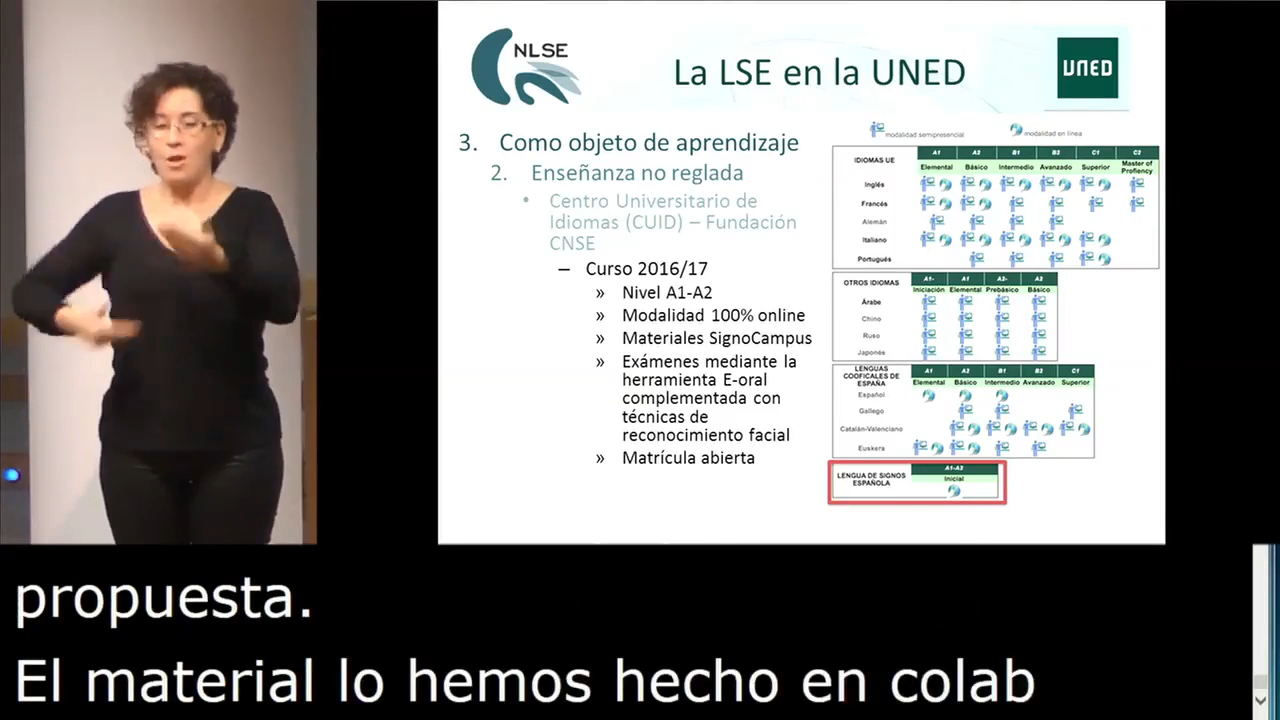 CNLSE
La LSE en la UNED
UNED
3. Como objeto de aprendizaje
2. Enseñanza no reglada
• Centro Universitario de
Idiomas (CUID) – Fundación
CNSE
– Curso 2016/17
» Nivel A1-A2
» Modalidad 100% online
» Materiales SignoCampus
» Exámenes mediante la
herramienta E-oral
complementada con
técnicas de
reconocimiento facial
» Matrícula abierta
modalidad semipresencial
modalidad en línea
IDIOMAS UE
A1 A2 B1 B2 C1 C2
Elemental Básico Intermedio Avanzado Superior Master of
Profiency
Inglés
Francés
Alemán
Italiano
Portugués
OTROS IDIOMAS
A1- A1 A2- A2
Iniciación Elemental Prebásico Básico
Árabe
Chino
Ruso
Japonés
LENGUAS
COOFICALES DE
ESPAÑA
A1 A2 B1 B2 C1
Elemental Básico Intermedio Avanzado Superior
Español
Gallego
Catalán-Valenciano
Euskera
LENGUA DE SIGNOS
ESPAÑOLA
A1-A2
Inicial
propuesta.
El material lo hemos hecho en colab